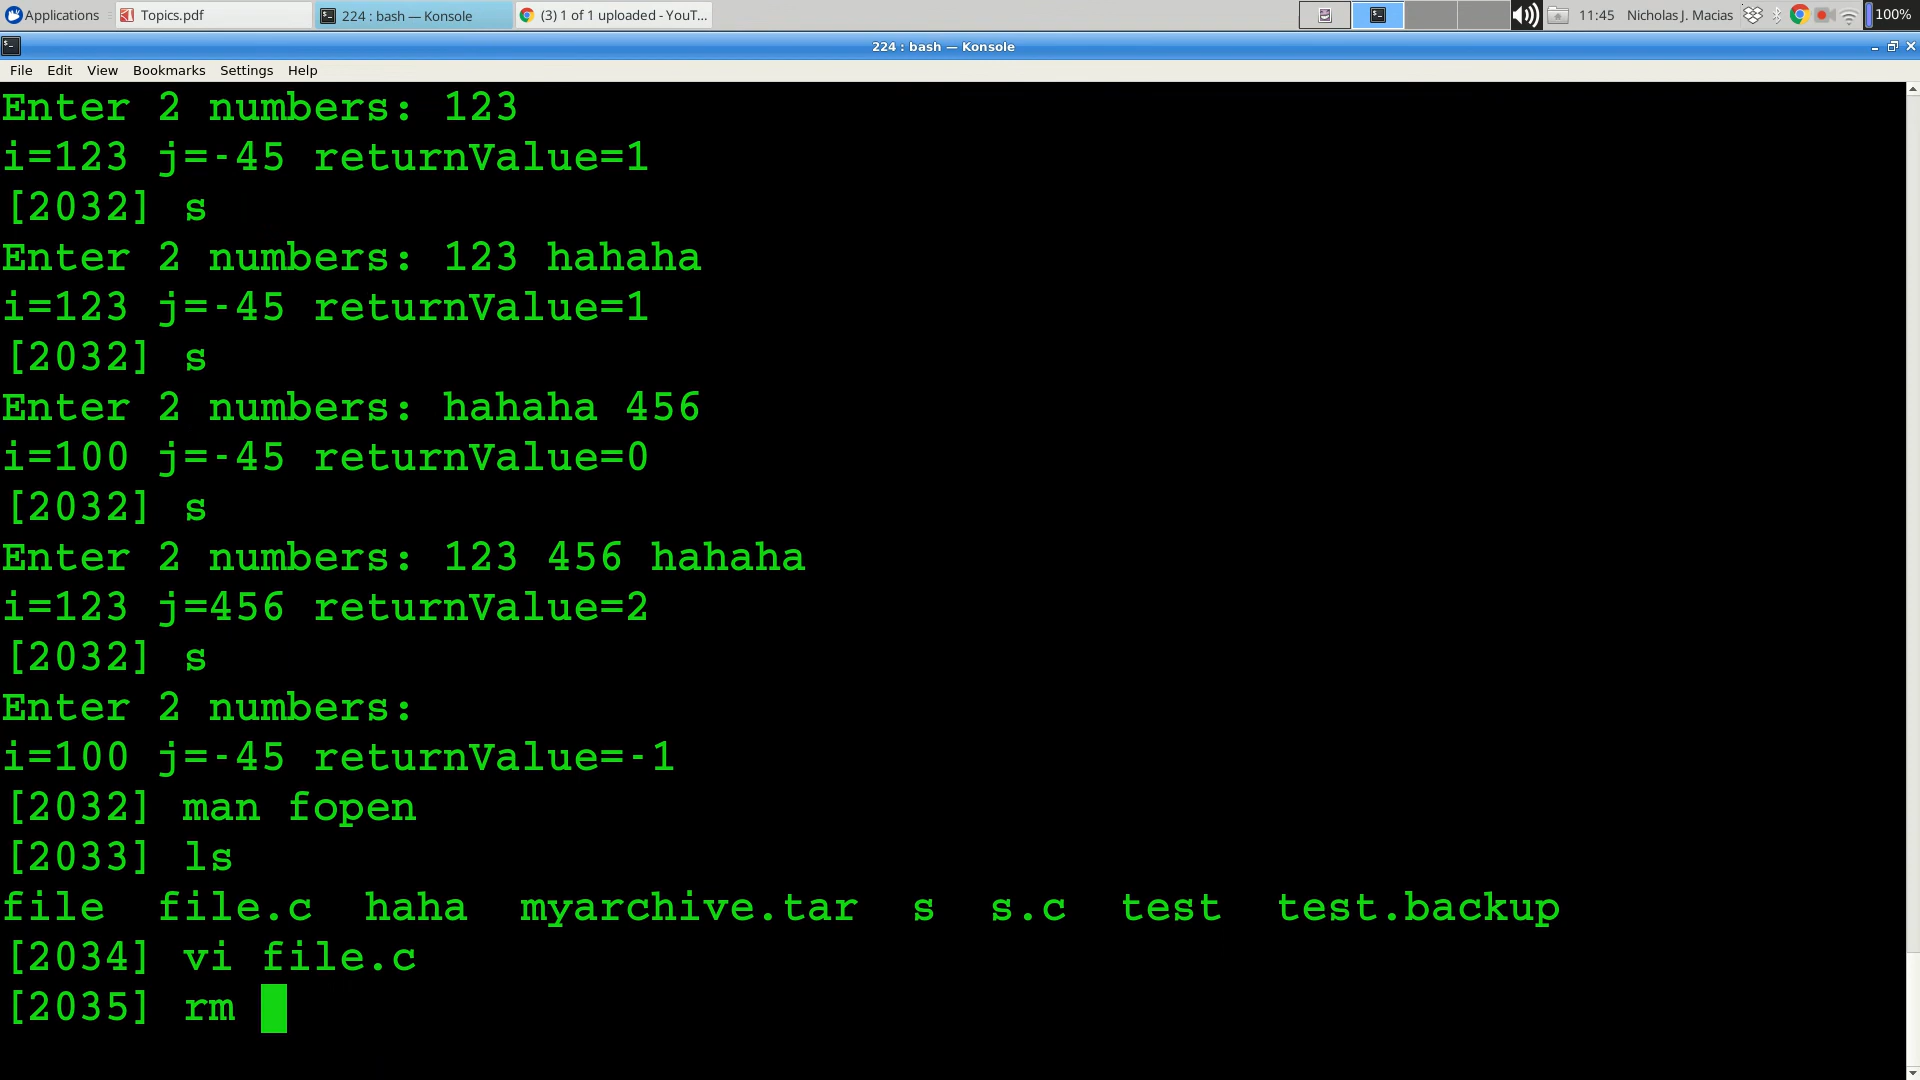 Applications Topics.pdf 224 : bash — Konsole (3) 1 of 1 uploaded - YouT... 11:45 Nicholas J. Macias 100%
224 : bash — Konsole
File Edit View Bookmarks Settings Help
Enter 2 numbers: 123
i=123 j=-45 returnValue=1
[2032] s
Enter 2 numbers: 123 hahaha
i=123 j=-45 returnValue=1
[2032] s
Enter 2 numbers: hahaha 456
i=100 j=-45 returnValue=0
[2032] s
Enter 2 numbers: 123 456 hahaha
i=123 j=456 returnValue=2
[2032] s
Enter 2 numbers:
i=100 j=-45 returnValue=-1
[2032] man fopen
[2033] ls
file file.c haha myarchive.tar s s.c test test.backup
[2034] vi file.c
[2035] rm